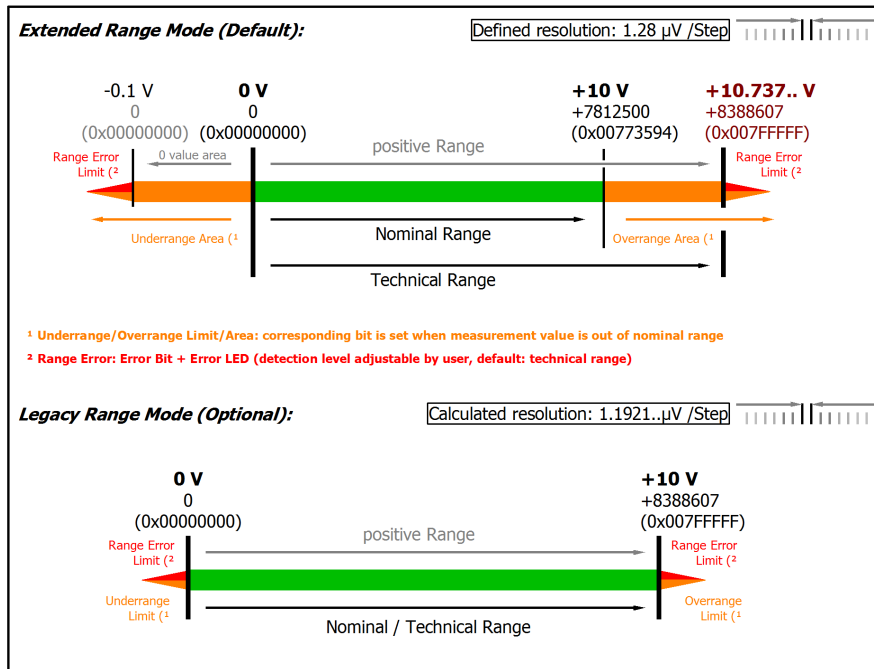 Extended Range Mode (Default):
Defined resolution: 1.28 µV /Step
-0.1 V
0
(0x00000000)
0 V
0
(0x00000000)
+10 V
+7812500
(0x00773594)
+10.737.. V
+8388607
(0x007FFFFF)
Range Error
Limit (²
0 value area
positive Range
Range Error
Limit (²
Underrange Area (¹
Nominal Range
Overrange Area (¹
Technical Range
¹ Underrange/Overrange Limit/Area: corresponding bit is set when measurement value is out of nominal range
² Range Error: Error Bit + Error LED (detection level adjustable by user, default: technical range)
Legacy Range Mode (Optional):
Calculated resolution: 1.1921..µV /Step
0 V
0
(0x00000000)
+10 V
+8388607
(0x007FFFFF)
Range Error
Limit (²
positive Range
Range Error
Limit (²
Underrange
Limit (¹
Nominal / Technical Range
Overrange
Limit (¹